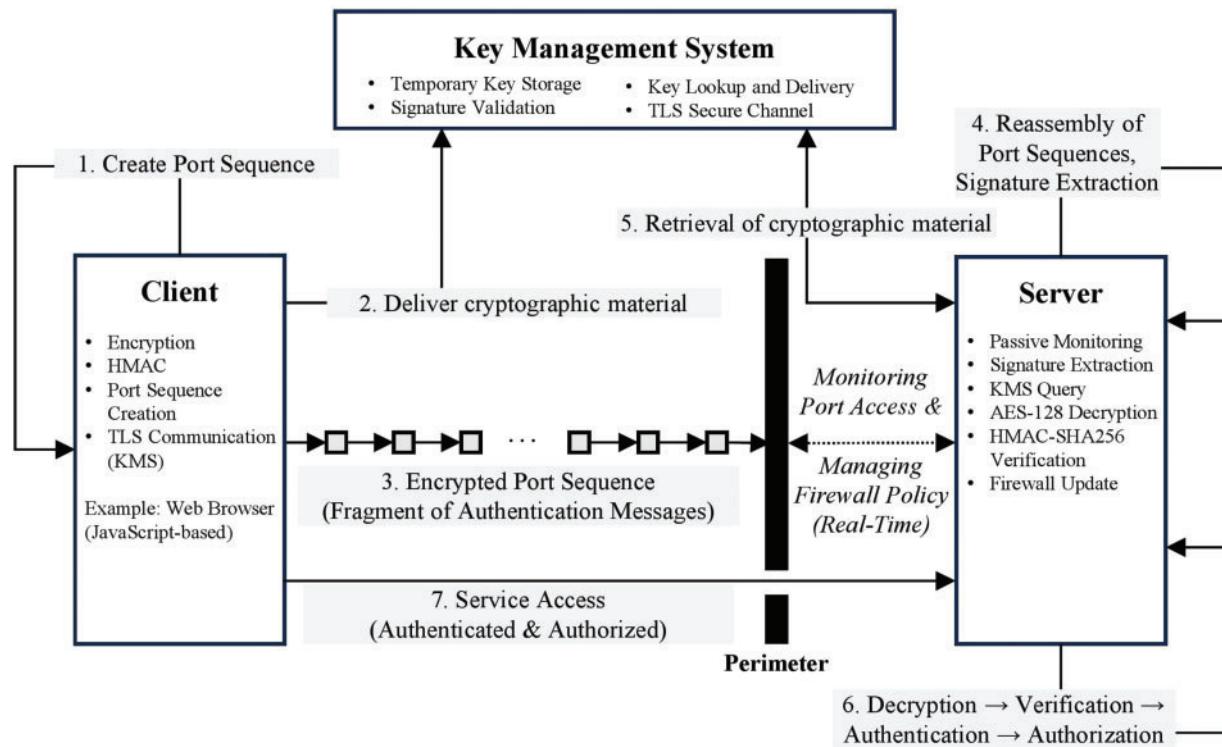 Key Management System
• Temporary Key Storage
• Signature Validation
• Key Lookup and Delivery
• TLS Secure Channel
1. Create Port Sequence
4. Reassembly of
Port Sequences,
Signature Extraction
5. Retrieval of cryptographic material
2. Deliver cryptographic material
Client
• Encryption
• HMAC
• Port Sequence
Creation
• TLS Communication
(KMS)
Example: Web Browser
(JavaScript-based)
...
3. Encrypted Port Sequence
(Fragment of Authentication Messages)
Monitoring
Port Access &
Managing
Firewall Policy
(Real-Time)
Server
• Passive Monitoring
• Signature Extraction
• KMS Query
• AES-128 Decryption
• HMAC-SHA256
Verification
• Firewall Update
7. Service Access
(Authenticated & Authorized)
Perimeter
6. Decryption → Verification →
Authentication → Authorization